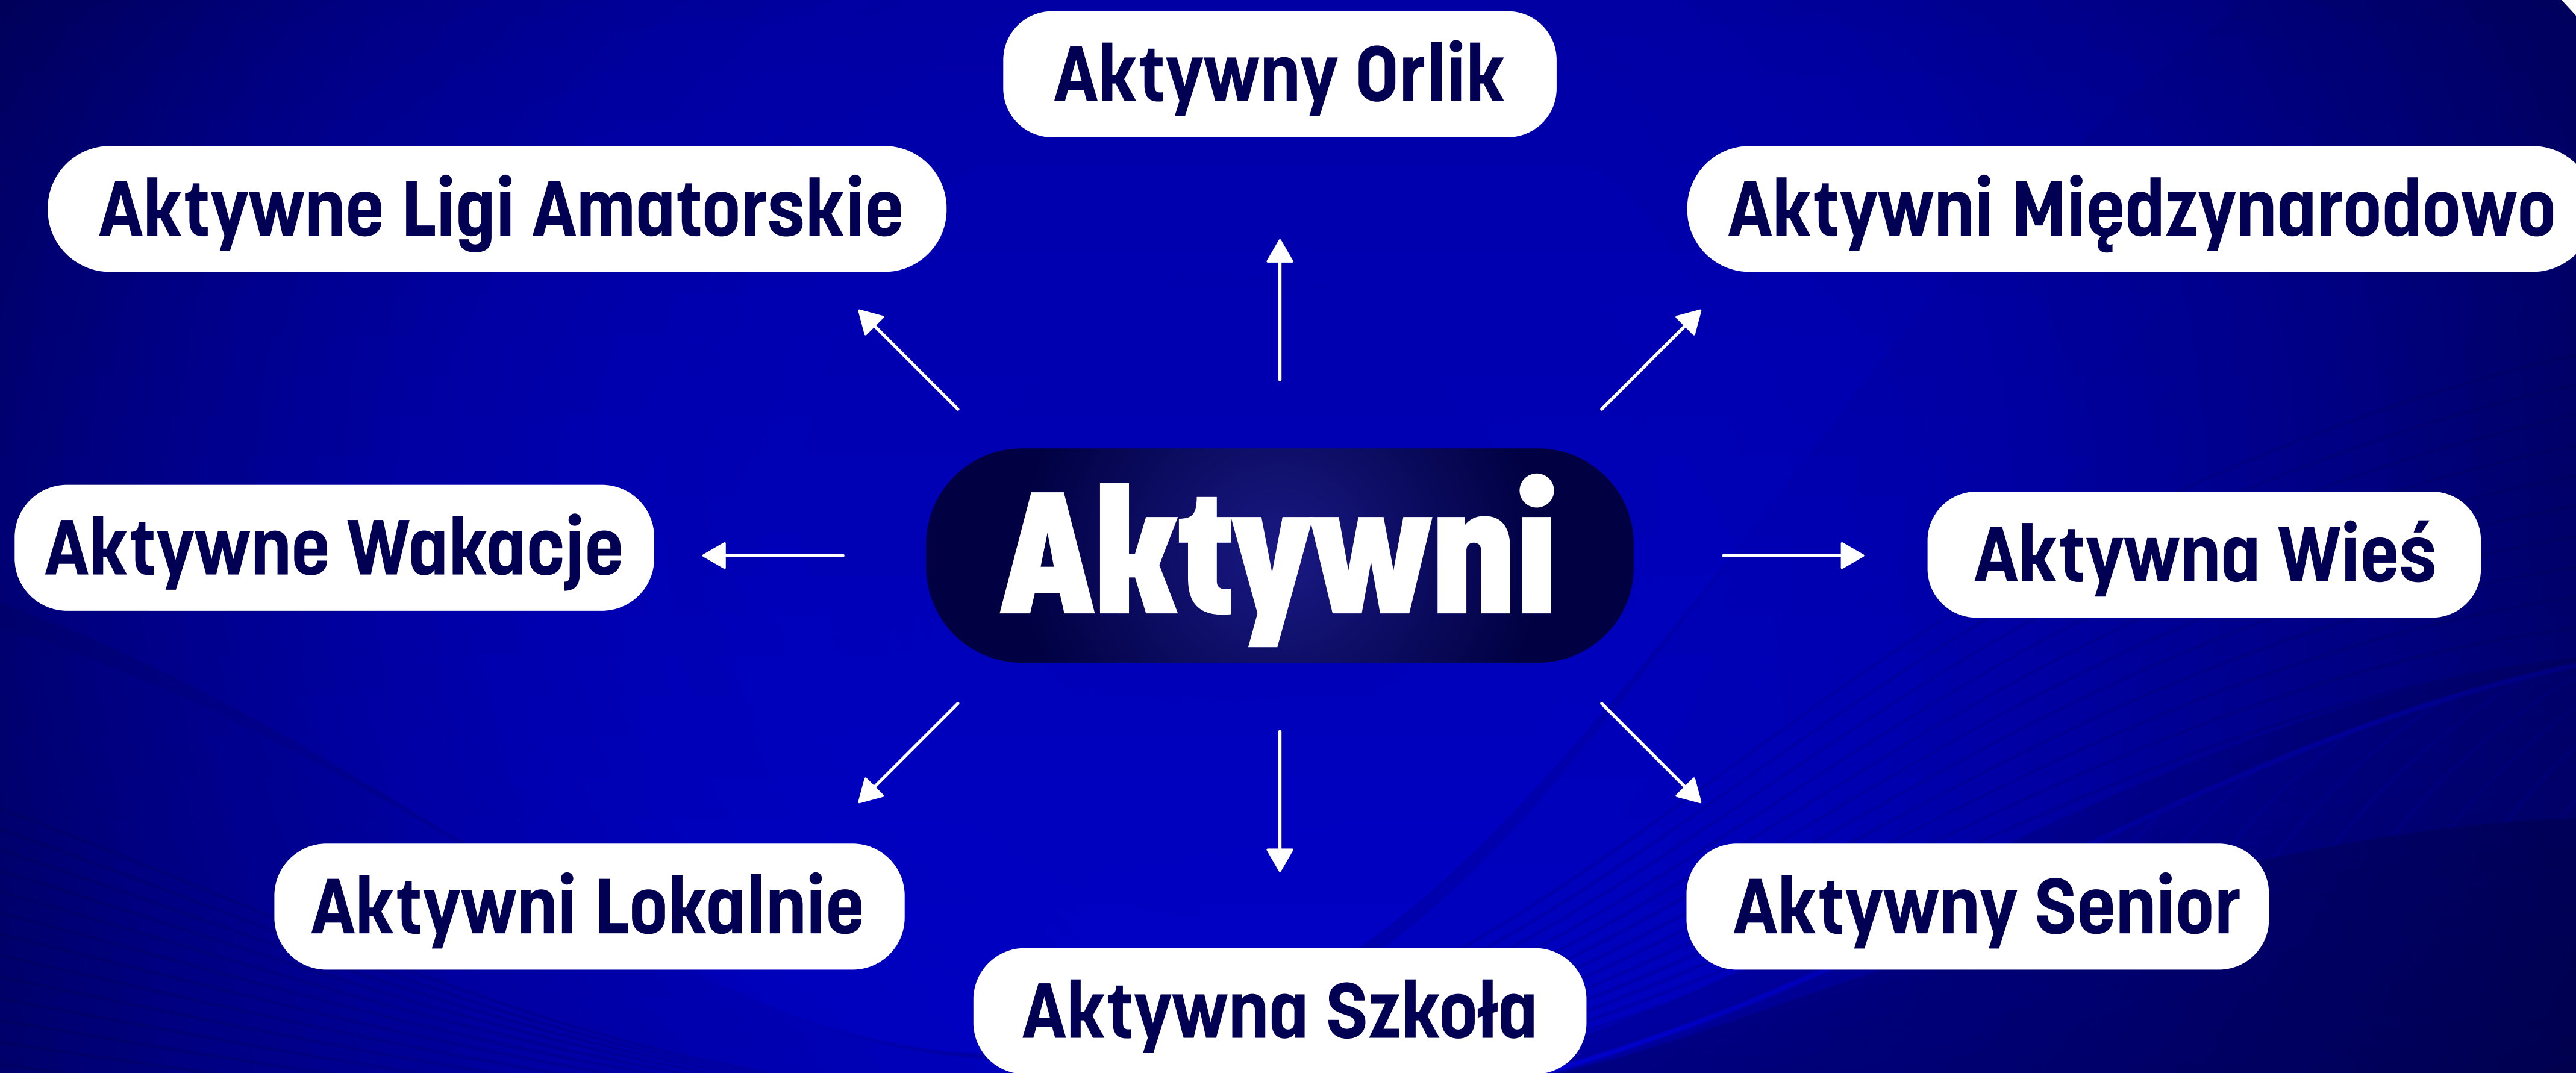 Aktywny Orlik
Aktywne Ligi Amatorskie
Aktywni Międzynarodowo
Aktywni
Aktywne Wakacje
Aktywna Wieś
Aktywni Lokalnie
Aktywny Senior
Aktywna Szkoła